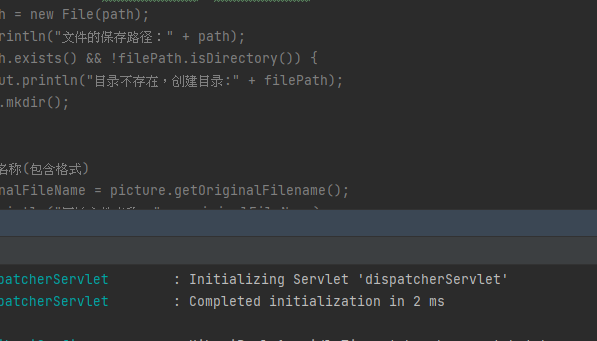 h = new File(path);
rintln("文件的保存路径：" + path);
h.exists() && !filePath.isDirectory()) {
ut.println("目录不存在，创建目录:" + filePath);
.mkdir();
名称(包含格式)
nalFileName = picture.getOriginalFilename();
patcherServlet : Initializing Servlet 'dispatcherServlet'
patcherServlet : Completed initialization in 2 ms